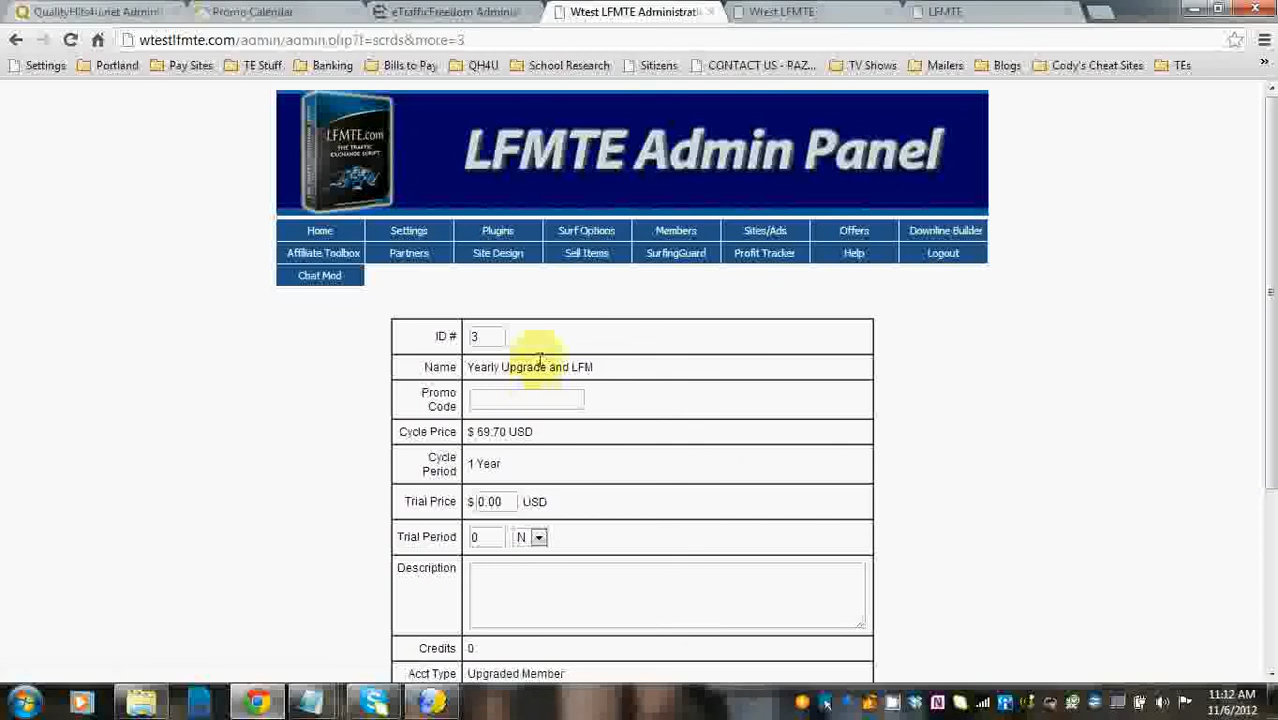 QualityHits4U.net Admini
Promo Calendar
eTrafficFreedom Administ
Wtest LFMTE Administrati
Wtest LFMTE
LFMTE
wtestlfmte.com/admin/admin.php?f=scrds&more=3
Settings
Portland
Pay Sites
TE Stuff
Banking
Bills to Pay
QH4U
School Research
Sitizens
CONTACT US - PAZ...
TV Shows
Mailers
Blogs
Cody's Cheat Sites
TEs
LFMTE.com
THE TRAFFIC
EXCHANGE SCRIPT
LFMTE Admin Panel
Home
Settings
Plugins
Surf Options
Members
Sites/Ads
Offers
Downline Builder
Affiliate Toolbox
Partners
Site Design
Sell Items
SurfingGuard
Profit Tracker
Help
Logout
Chat Mod
ID # 3
Name Yearly Upgrade and LFM
Promo
Code
Cycle Price $ 69.70 USD
Cycle
Period
1 Year
Trial Price $ 0.00 USD
Trial Period 0 N
Description
Credits 0
Acct Type Upgraded Member
11:12 AM
11/6/2012